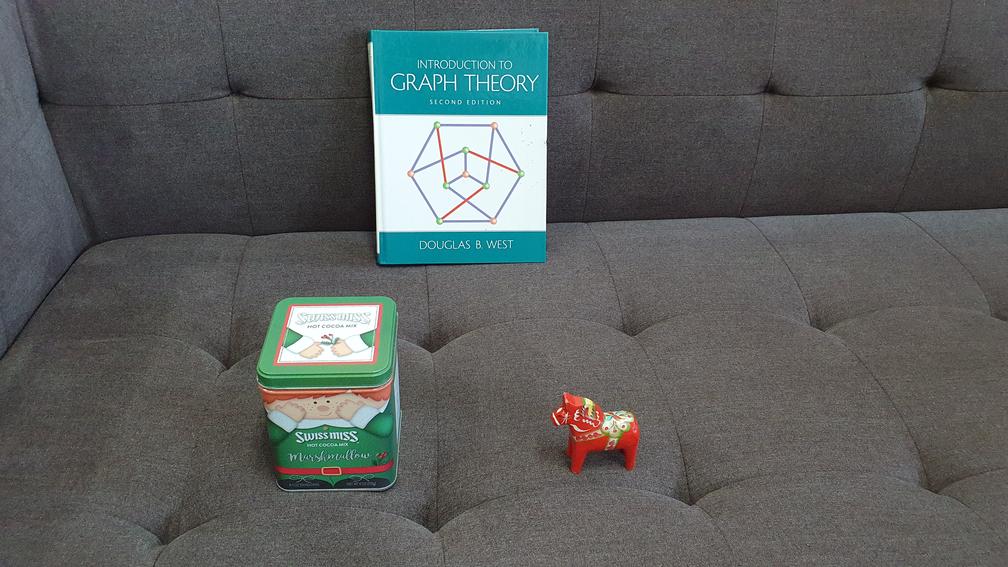 INTRODUCTION TO
GRAPH THEORY
SECOND EDITION
DOUGLAS B. WEST
SWISS MISS
HOT COCOA MIX
SWISS MISS
HOT COCOA MIX
Marshmallow